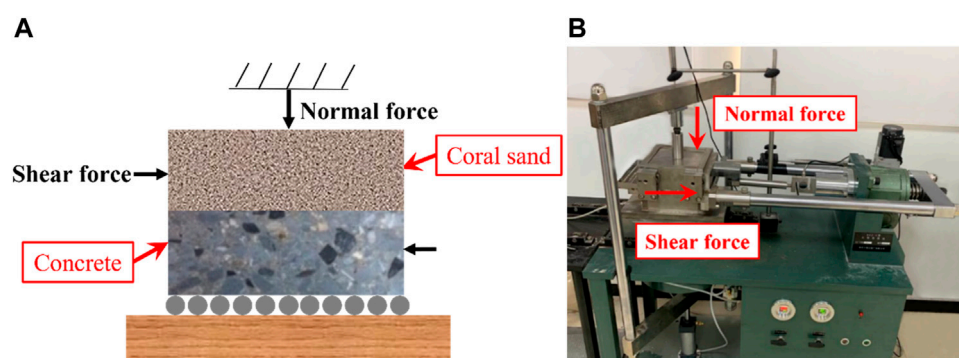 A
B
Normal force
Shear force
Coral sand
Concrete
Normal force
Shear force